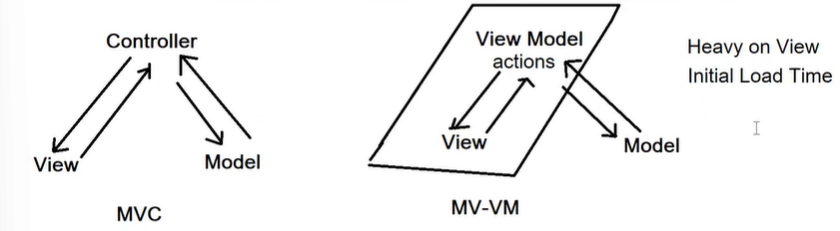 Controller
View
Model
MVC
View Model
actions
View
Model
MV-VM
Heavy on View
Initial Load Time